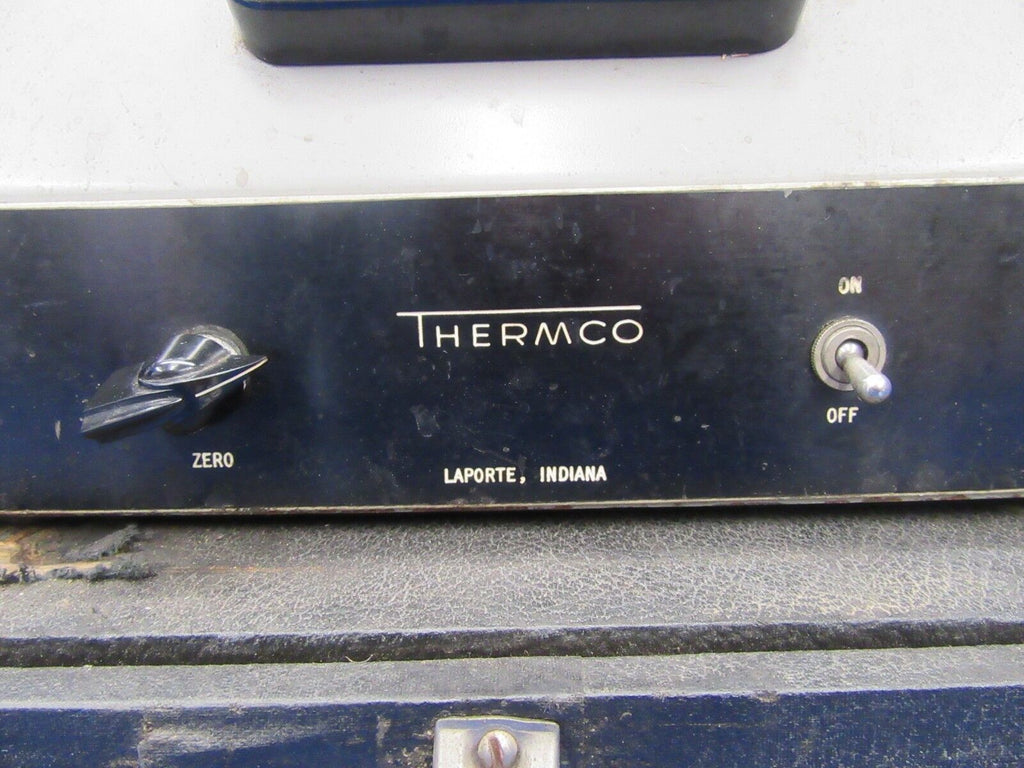 ON
THERMCO
OFF
ZERO
LAPORTE, INDIANA